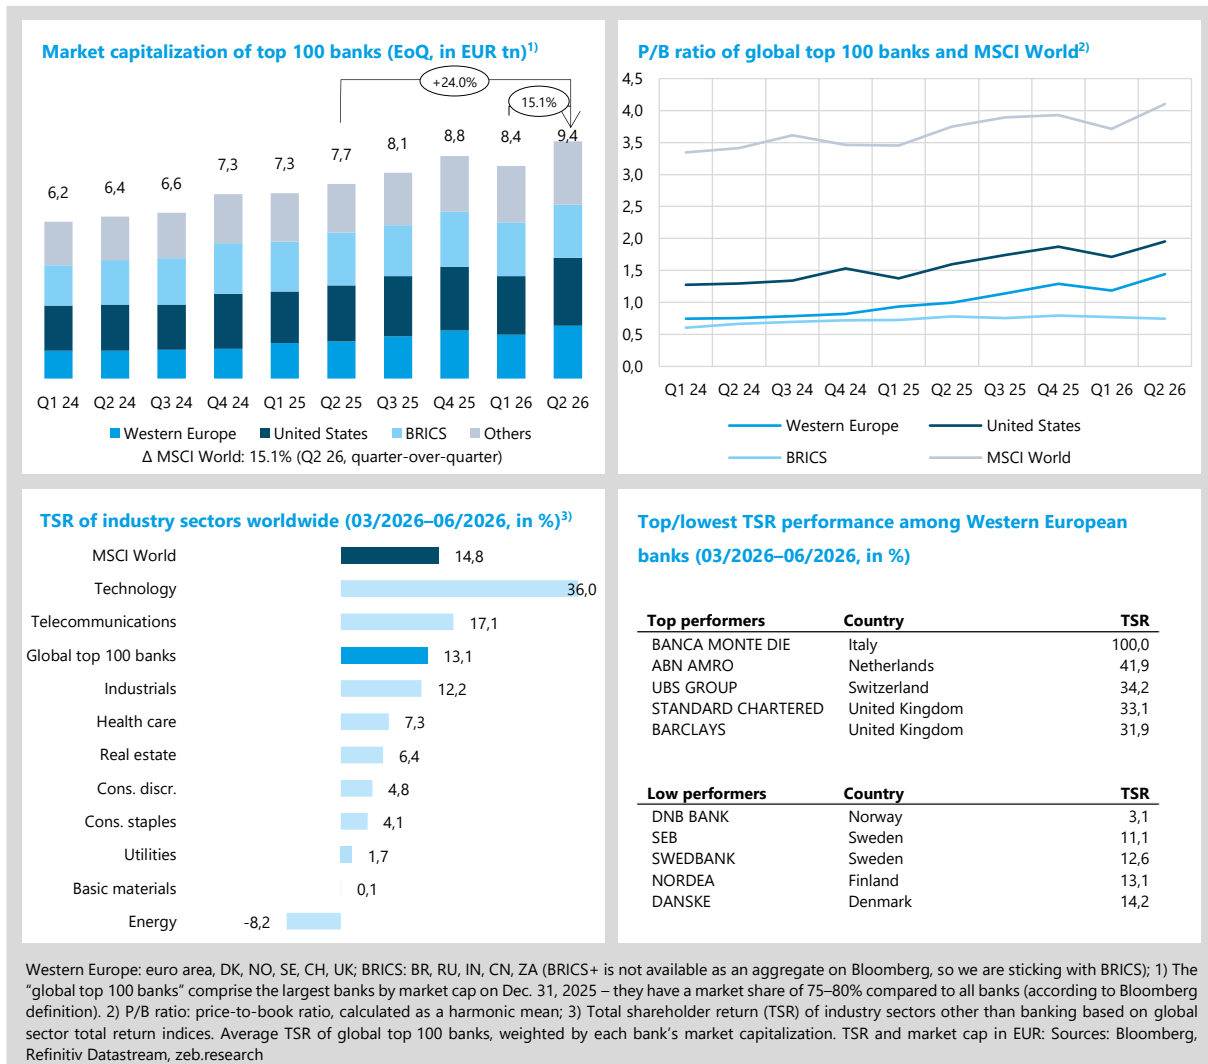 Market capitalization of top 100 banks (EoQ, in EUR tn)1)
+24.0%
15.1%
6,2
6,4
6,6
7,3
7,3
7,7
8,1
8,8
8,4
9,4
Q1 24
Q2 24
Q3 24
Q4 24
Q1 25
Q2 25
Q3 25
Q4 25
Q1 26
Q2 26
Western Europe
United States
BRICS
Others
Δ MSCI World: 15.1% (Q2 26, quarter-over-quarter)
P/B ratio of global top 100 banks and MSCI World2)
4,5
4,0
3,5
3,0
2,5
2,0
1,5
1,0
0,5
0,0
Q1 24
Q2 24
Q3 24
Q4 24
Q1 25
Q2 25
Q3 25
Q4 25
Q1 26
Q2 26
Western Europe
United States
BRICS
MSCI World
TSR of industry sectors worldwide (03/2026–06/2026, in %)3)
MSCI World 14,8
Technology 36,0
Telecommunications 17,1
Global top 100 banks 13,1
Industrials 12,2
Health care 7,3
Real estate 6,4
Cons. discr. 4,8
Cons. staples 4,1
Utilities 1,7
Basic materials 0,1
Energy -8,2
Top/lowest TSR performance among Western European
banks (03/2026–06/2026, in %)
Top performers Country TSR
BANCA MONTE DIE Italy 100,0
ABN AMRO Netherlands 41,9
UBS GROUP Switzerland 34,2
STANDARD CHARTERED United Kingdom 33,1
BARCLAYS United Kingdom 31,9
Low performers Country TSR
DNB BANK Norway 3,1
SEB Sweden 11,1
SWEDBANK Sweden 12,6
NORDEA Finland 13,1
DANSKE Denmark 14,2
Western Europe: euro area, DK, NO, SE, CH, UK; BRICS: BR, RU, IN, CN, ZA (BRICS+ is not available as an aggregate on Bloomberg, so we are sticking with BRICS); 1) The
“global top 100 banks” comprise the largest banks by market cap on Dec. 31, 2025 – they have a market share of 75–80% compared to all banks (according to Bloomberg
definition). 2) P/B ratio: price-to-book ratio, calculated as a harmonic mean; 3) Total shareholder return (TSR) of industry sectors other than banking based on global
sector total return indices. Average TSR of global top 100 banks, weighted by each bank’s market capitalization. TSR and market cap in EUR: Sources: Bloomberg,
Refinitiv Datastream, zeb.research